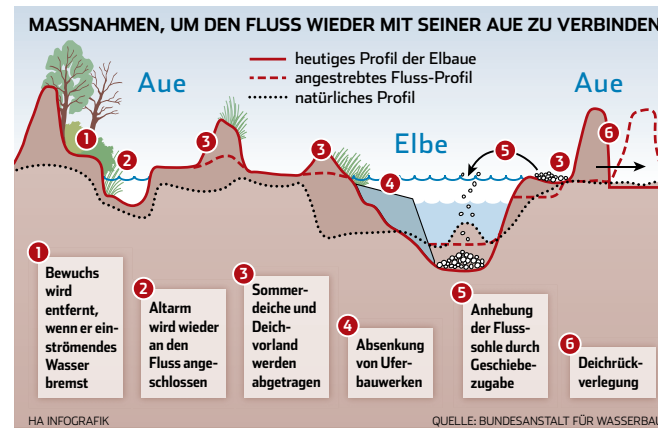 MASSNAHMEN, UM DEN FLUSS WIEDER MIT SEINER AUE ZU VERBINDEN
heutiges Profil der Elbaue
angestrebtes Fluss-Profil
natürliches Profil
Aue
Aue
Elbe
1
2
3
3
4
5
3
6
1
Bewuchs
wird
entfernt,
wenn er ein-
strömendes
Wasser
bremst
2
Altarm
wird wieder
an den
Fluss ange-
schlossen
3
Sommer-
deiche und
Deich-
vorland
werden
abgetragen
4
Absenkung
von Ufer-
bauwerken
5
Anhebung
der Fluss-
sohle durch
Geschiebe-
zugabe
6
Deichrück-
verlegung
HA INFOGRAFIK
QUELLE: BUNDESANSTALT FÜR WASSERBAU